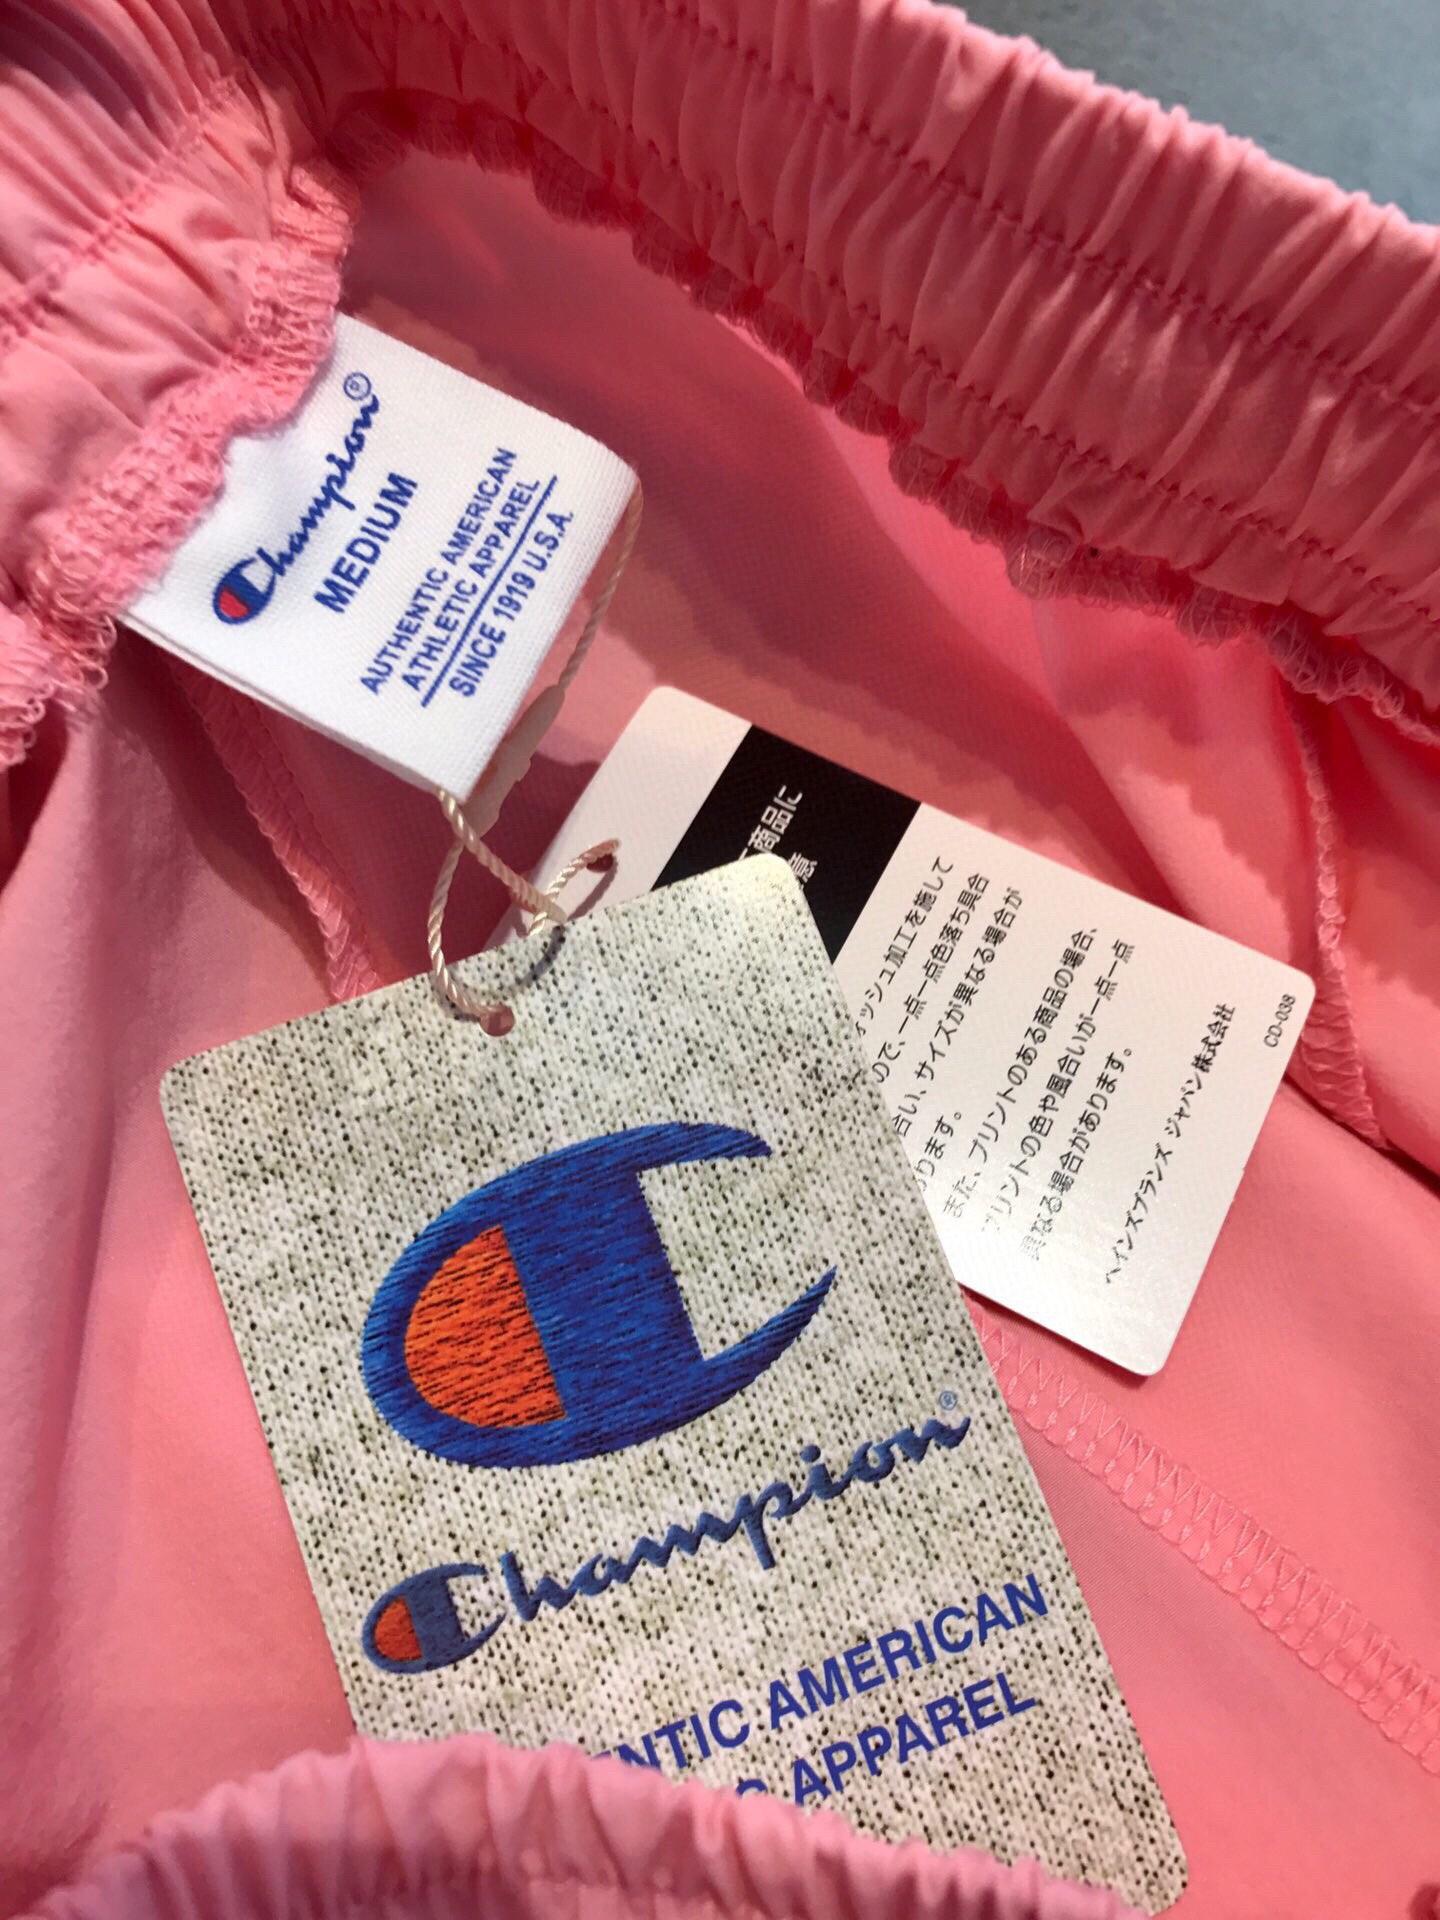 Champion®
MEDIUM
AUTHENTIC AMERICAN
ATHLETIC APPAREL
SINCE 1919 U.S.A.
商品に
意
ッシュ加工を施して
ので、一点一点色落ち具合
合い、サイズが異なる場合が
ります。
また、プリントのある商品の場合、
プリントの色や風合いが一点一点
異なる場合があります。
ヘインズブランズ ジャパン株式会社
CD-038
Champion®
NTIC AMERICAN
C APPAREL